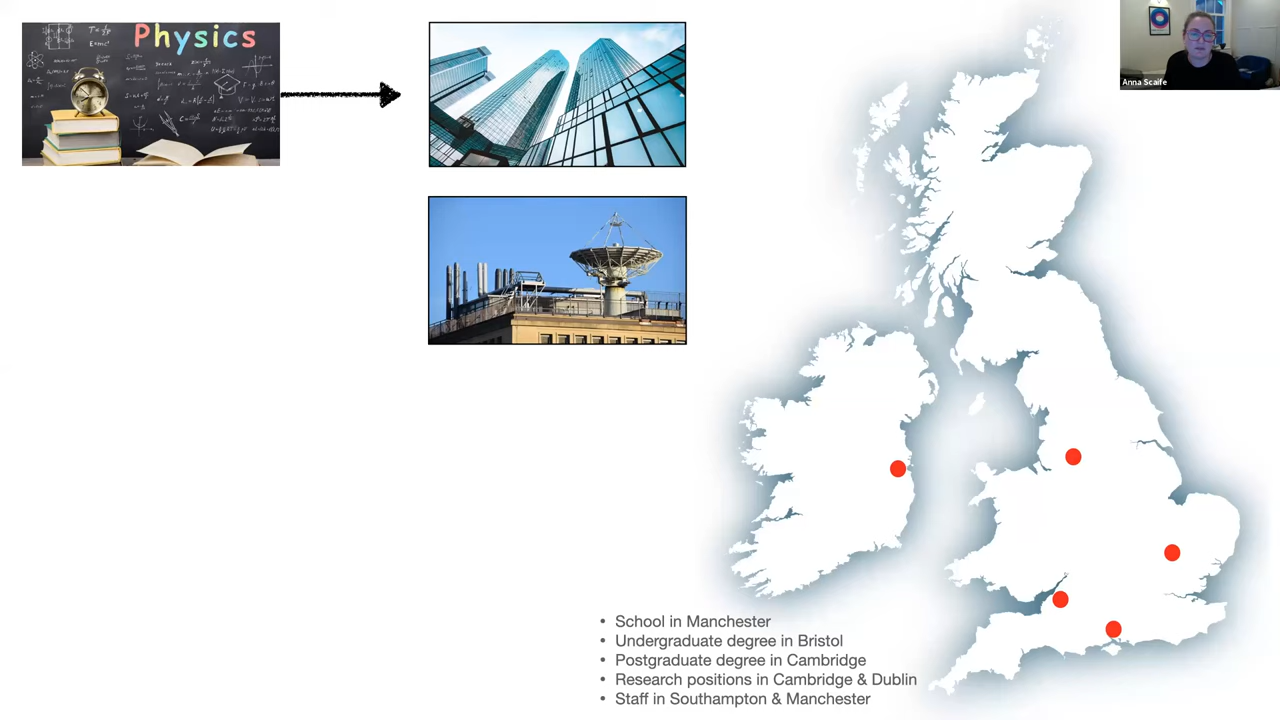 Physics
Anna Scaife
• School in Manchester
• Undergraduate degree in Bristol
• Postgraduate degree in Cambridge
• Research positions in Cambridge & Dublin
• Staff in Southampton & Manchester